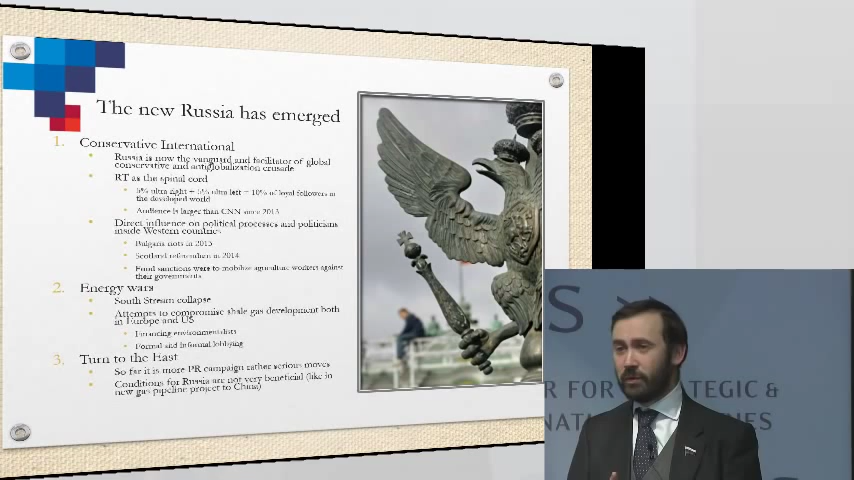 The new Russia has emerged
1. Conservative International
Russia is now the vanguard and facilitator of global
conservative and antiglobalization crusade
RT as the spinal cord
5% ultra right + 5% ultra left = 10% of loyal followers in
the developed world
Audience is larger than CNN since 2013
Direct influence on political processes and politicians
inside Western countries
Bulgaria riots in 2013
Scotland referendum in 2014
Food sanctions were to mobilize agriculture workers against
their governments
2. Energy wars
South Stream collapse
Attempts to compromise shale gas development both
in Europe and US
Financing environmentalists
Formal and informal lobbying
3. Turn to the East
So far it is more PR campaign rather serious moves
Conditions for Russia are not very beneficial (like in
new gas pipeline project to China)
S
R FOR ATEGIC &
NATI IES